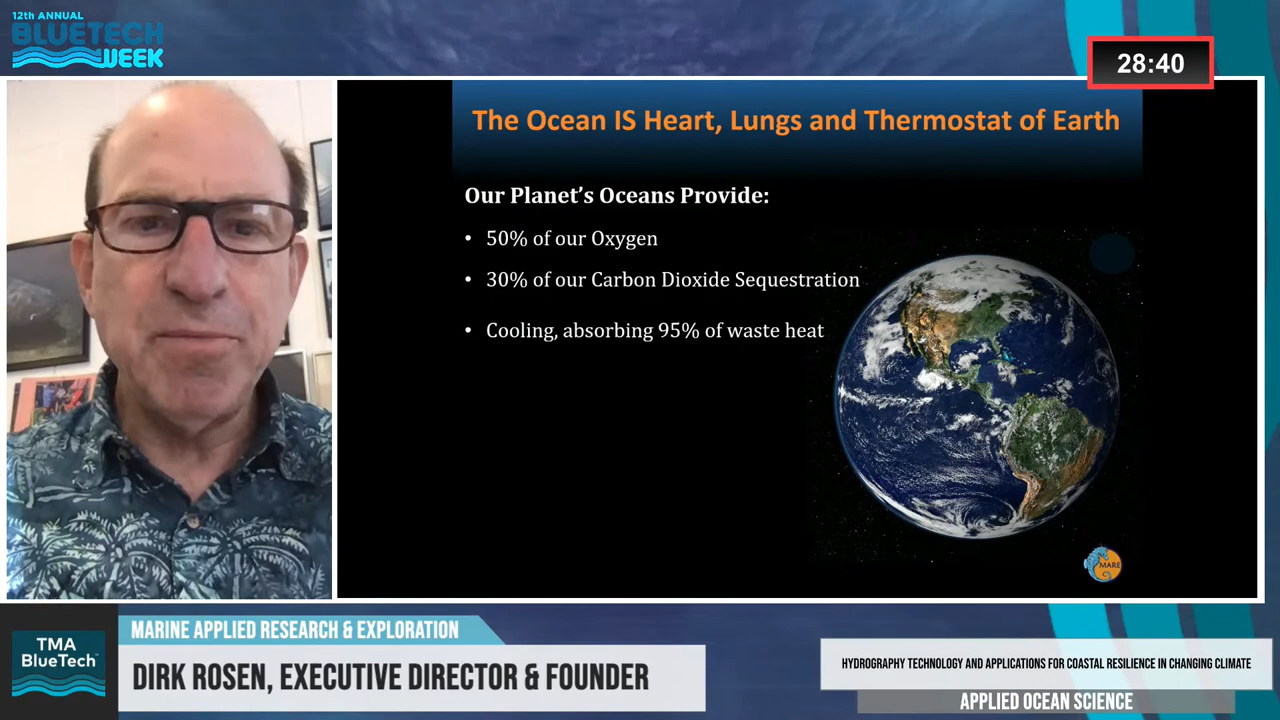 12th ANNUAL
BLUETECH
WEEK
28:40
The Ocean IS Heart, Lungs and Thermostat of Earth
Our Planet's Oceans Provide:
• 50% of our Oxygen
• 30% of our Carbon Dioxide Sequestration
• Cooling, absorbing 95% of waste heat
MARE
TMA
BlueTech™
MARINE APPLIED RESEARCH & EXPLORATION
DIRK ROSEN, EXECUTIVE DIRECTOR & FOUNDER
HYDROGRAPHY TECHNOLOGY AND APPLICATIONS FOR COASTAL RESILIENCE IN CHANGING CLIMATE
APPLIED OCEAN SCIENCE